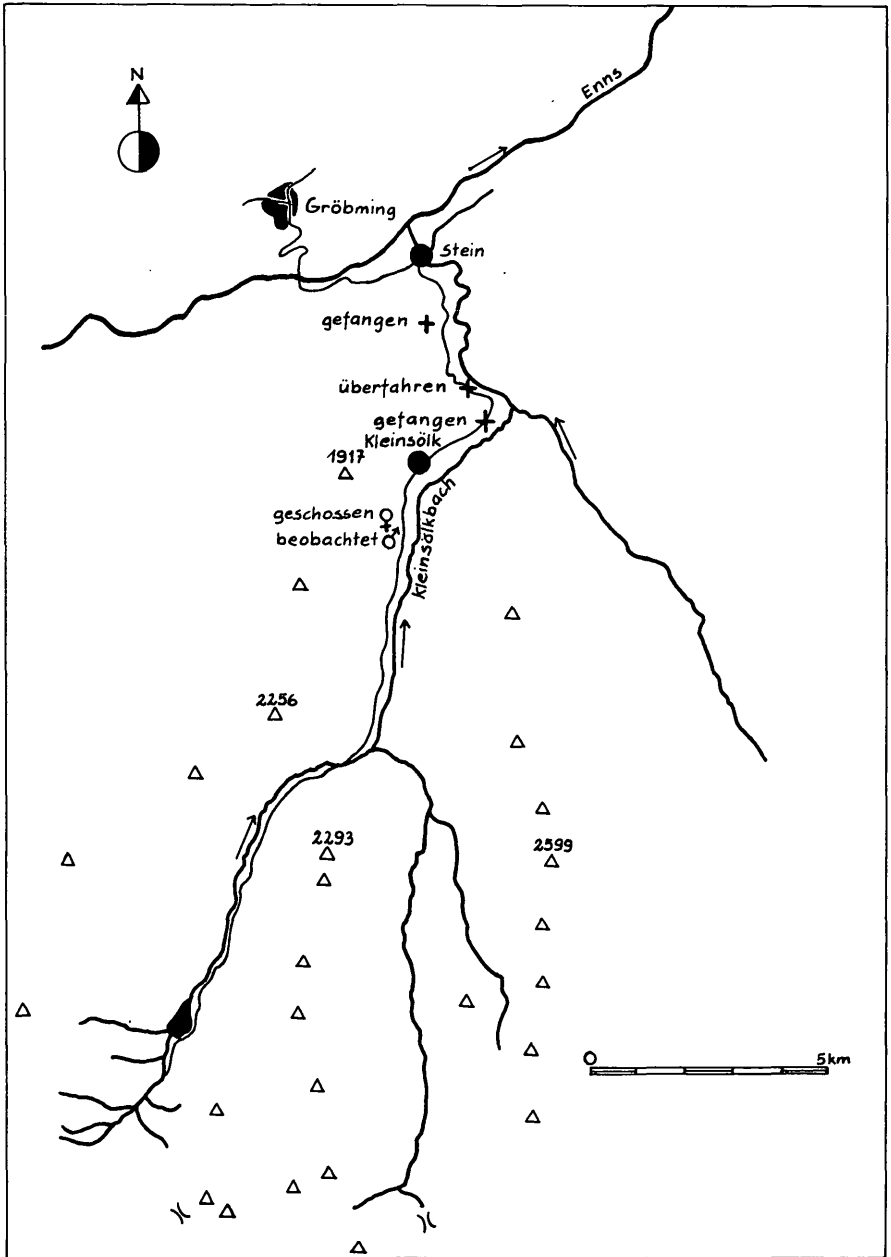 N
Enns
Gröbming
Stein
gefangen
überfahren
gefangen
Kleinsölk
1917
geschossen
beobachtet
Kleinsölkbach
2256
2293
2599
0 5km